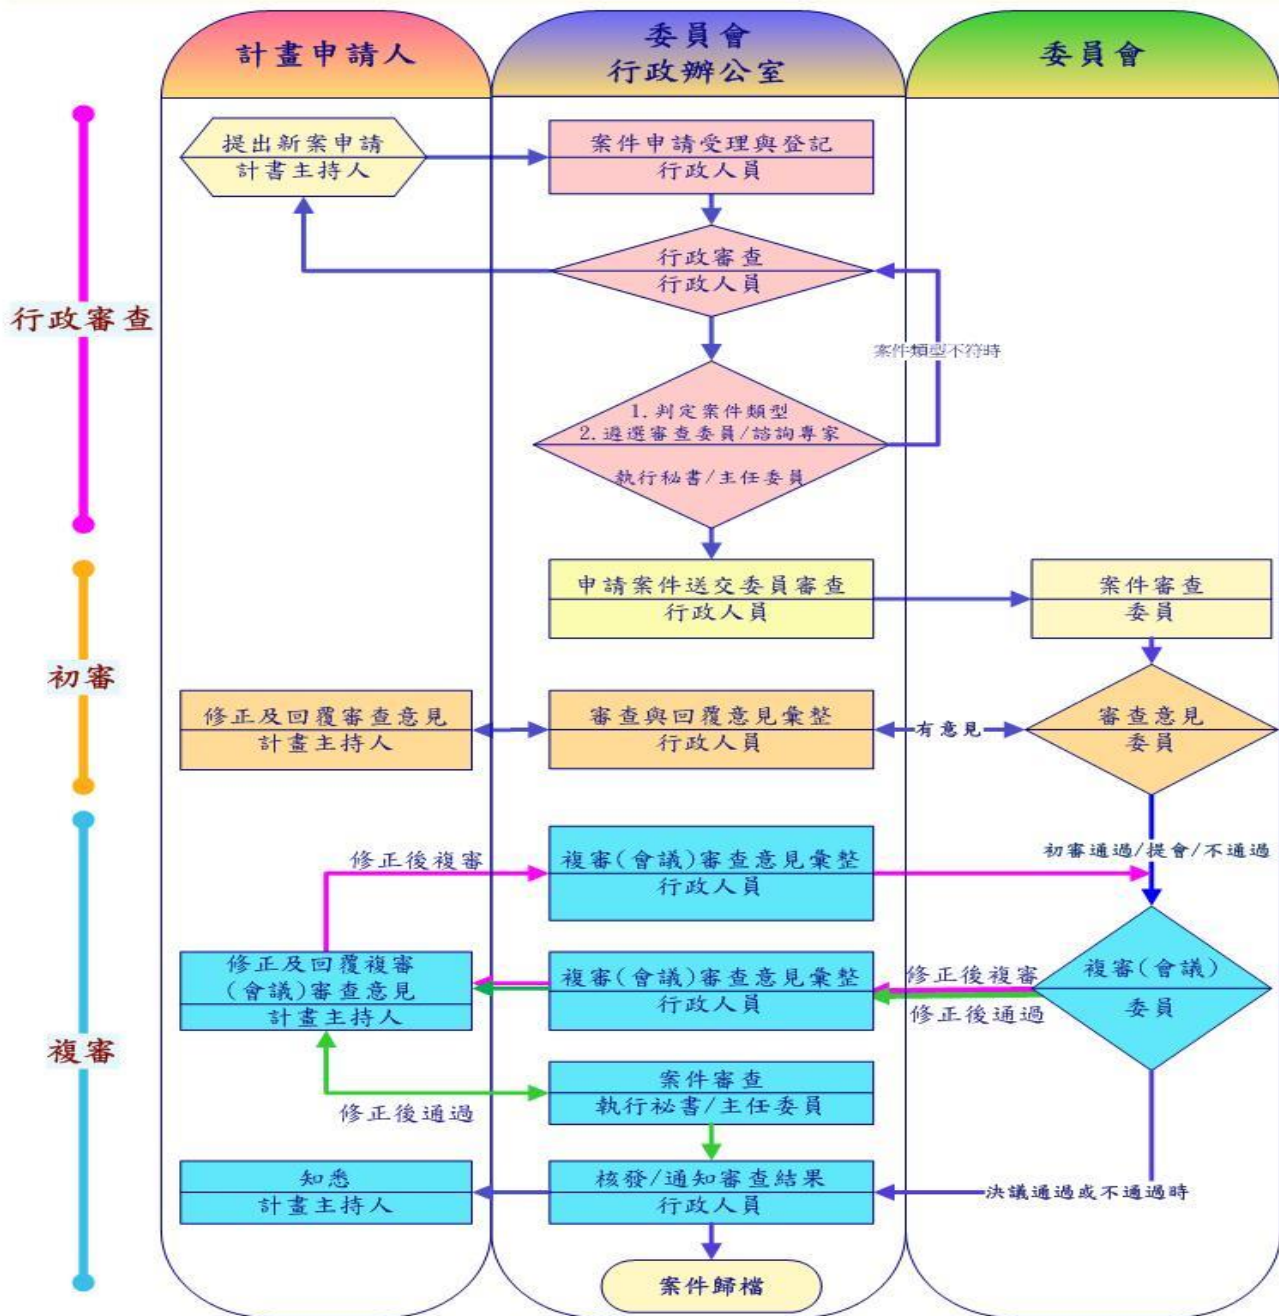 計畫申請人
委員會
行政辦公室
委員會
提出新案申請
計書主持人
案件申請受理與登記
行政人員
行政審查
行政人員
行政審查
案件類型不符時
1.判定案件類型
2.遴選審查委員/諮詢專家
執行秘書/主任委員
申請案件送交委員審查
行政人員
案件審查
委員
初審
修正及回覆審查意見
計畫主持人
審查與回覆意見彙整
行政人員
有意見
審查意見
委員
初審通過/提會/不通過
修正後複審
複審(會議)審查意見彙整
行政人員
修正及回覆複審
(會議)審查意見
計畫主持人
複審(會議)審查意見彙整
行政人員
修正後複審
修正後通過
複審(會議)
委員
複審
案件審查
執行祕書/主任委員
修正後通過
知悉
計畫主持人
核發/通知審查結果
行政人員
決議通過或不通過時
案件歸檔